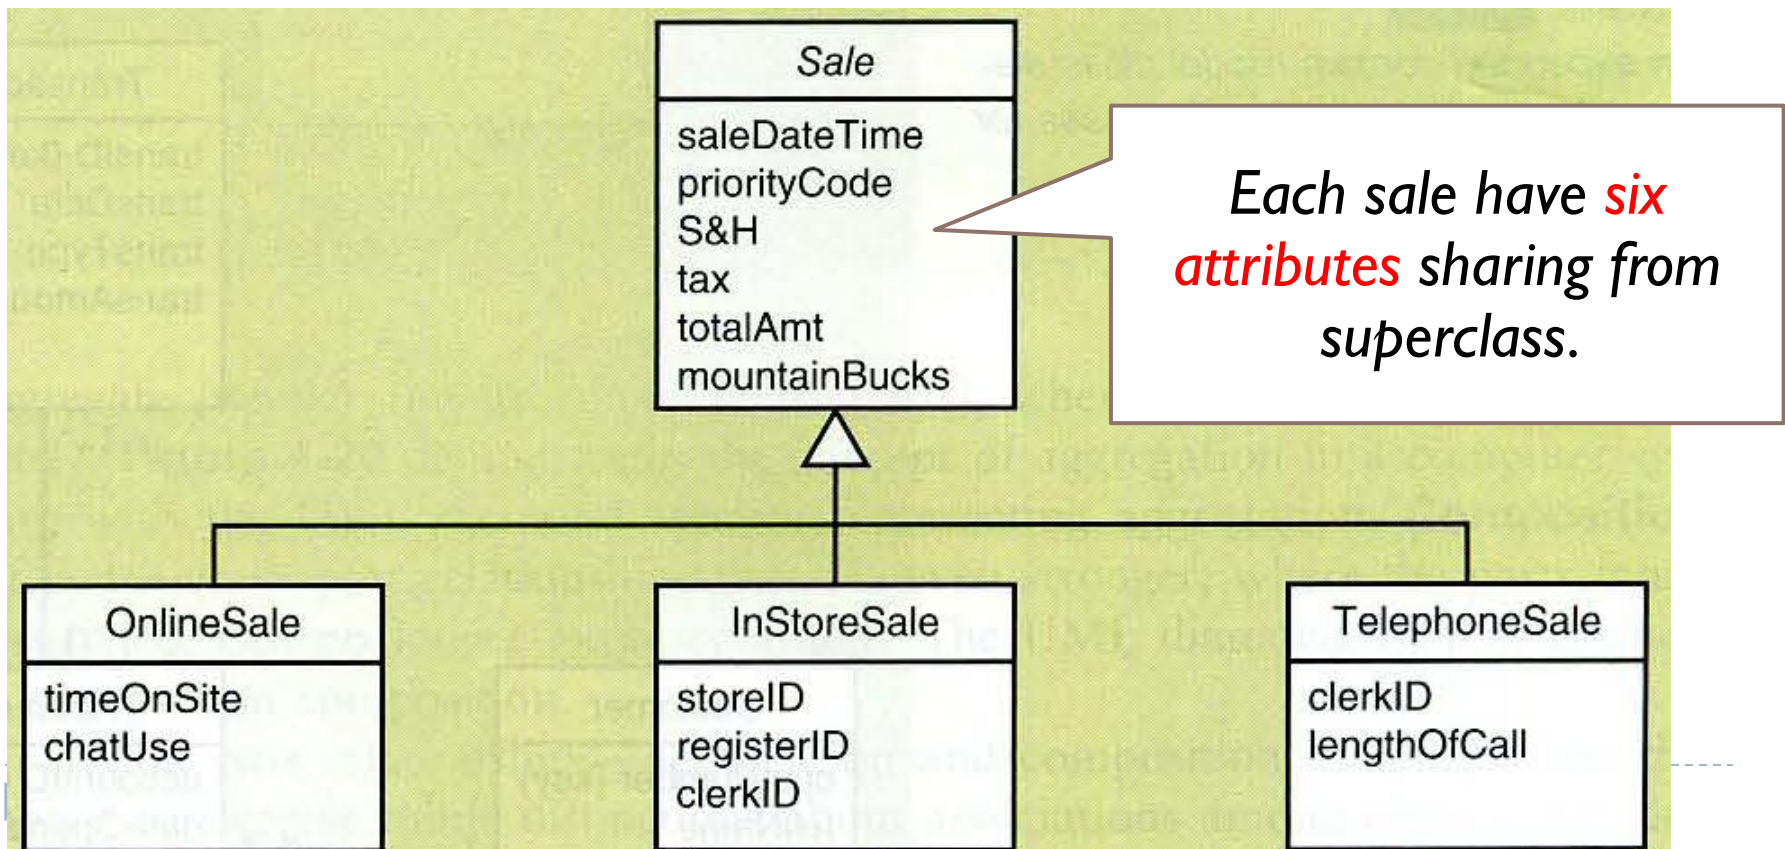 Sale
saleDateTime
priorityCode
S&H
tax
totalAmt
mountainBucks
Each sale have six
attributes sharing from
superclass.
OnlineSale
timeOnSite
chatUse
InStoreSale
storeID
registerID
clerkID
TelephoneSale
clerkID
lengthOfCall